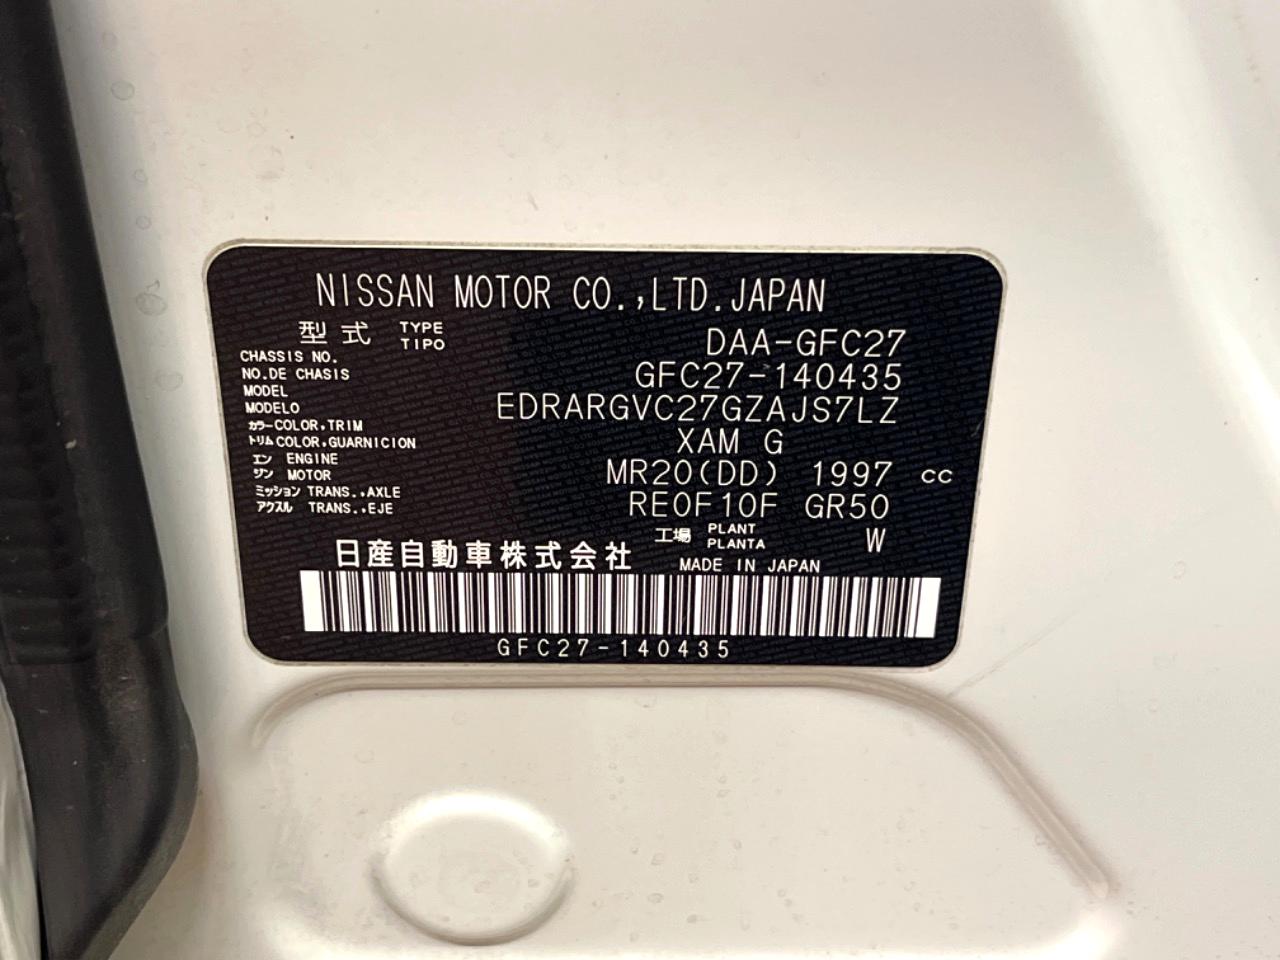 NISSAN MOTOR CO.,LTD.JAPAN
型式 TYPE TIPO DAA-GFC27
CHASSIS NO.
NO.DE CHASIS GFC27-140435
MODEL
MODELO EDRARGVC27GZAJS7LZ
カラー COLOR,TRIM
トリム COLOR,GUARNICION XAM G
エン ENGINE
ジン MOTOR MR20(DD) 1997 cc
ミッション TRANS.,AXLE
アクスル TRANS.,EJE RE0F10F GR50
工場 PLANT PLANTA W
日産自動車株式会社 MADE IN JAPAN
GFC27-140435